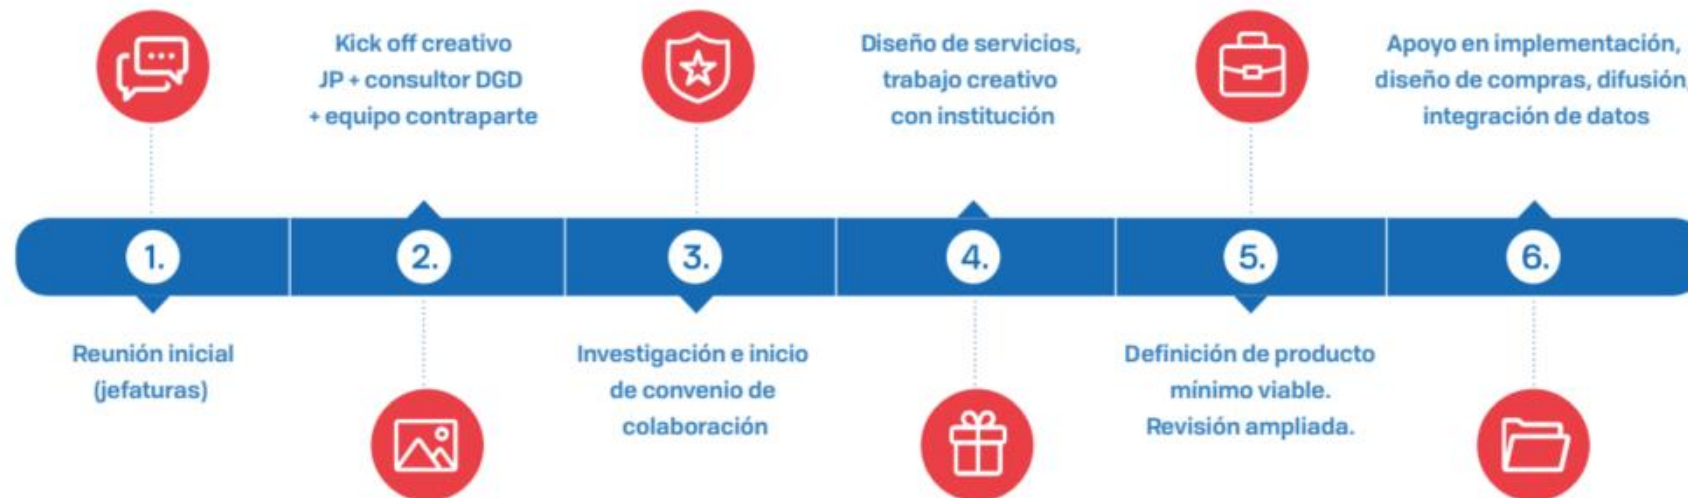 1.
Reunión inicial
(jefaturas)
2.
Kick off creativo
JP + consultor DGD
+ equipo contraparte
3.
Investigación e inicio
de convenio de
colaboración
4.
Diseño de servicios,
trabajo creativo
con institución
5.
Definición de producto
mínimo viable.
Revisión ampliada.
6.
Apoyo en implementación,
diseño de compras, difusión,
integración de datos